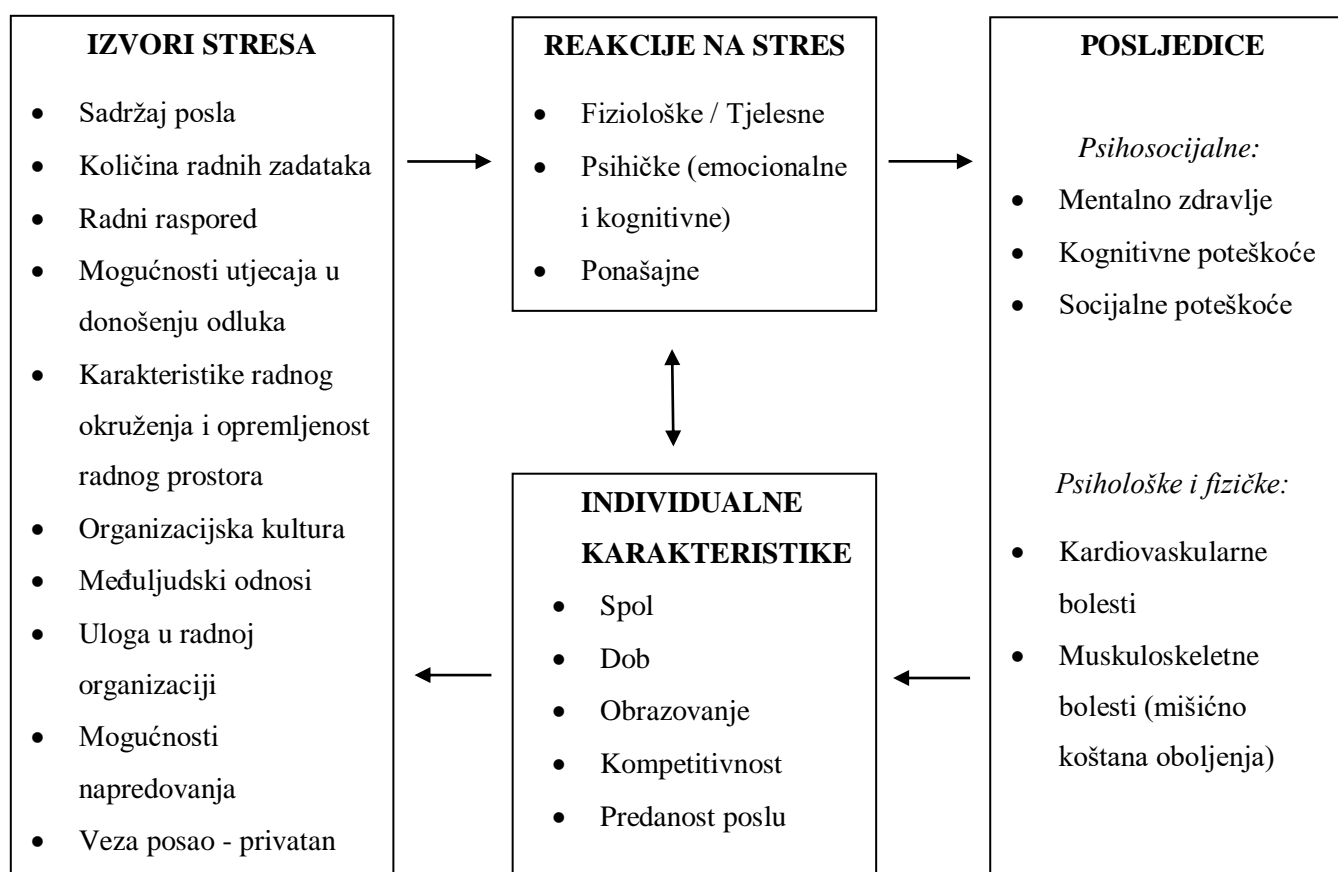 IZVORI STRESA
Sadržaj posla
Količina radnih zadataka
Radni raspored
Mogućnosti utjecaja u
donošenju odluka
Karakteristike radnog
okruženja i opremljenost
radnog prostora
Organizacijska kultura
Međuljudski odnosi
Uloga u radnoj
organizaciji
Mogućnosti
napredovanja
Veza posao - privatan
REAKCIJE NA STRES
Fiziološke / Tjelesne
Psihičke (emocionalne
i kognitivne)
Ponašajne
INDIVIDUALNE
KARAKTERISTIKE
Spol
Dob
Obrazovanje
Kompetitivnost
Predanost poslu
POSLJEDICE
Psihosocijalne:
Mentalno zdravlje
Kognitivne poteškoće
Socijalne poteškoće
Psihološke i fizičke:
Kardiovaskularne
bolesti
Muskuloskeletne
bolesti (mišićno
koštana oboljenja)